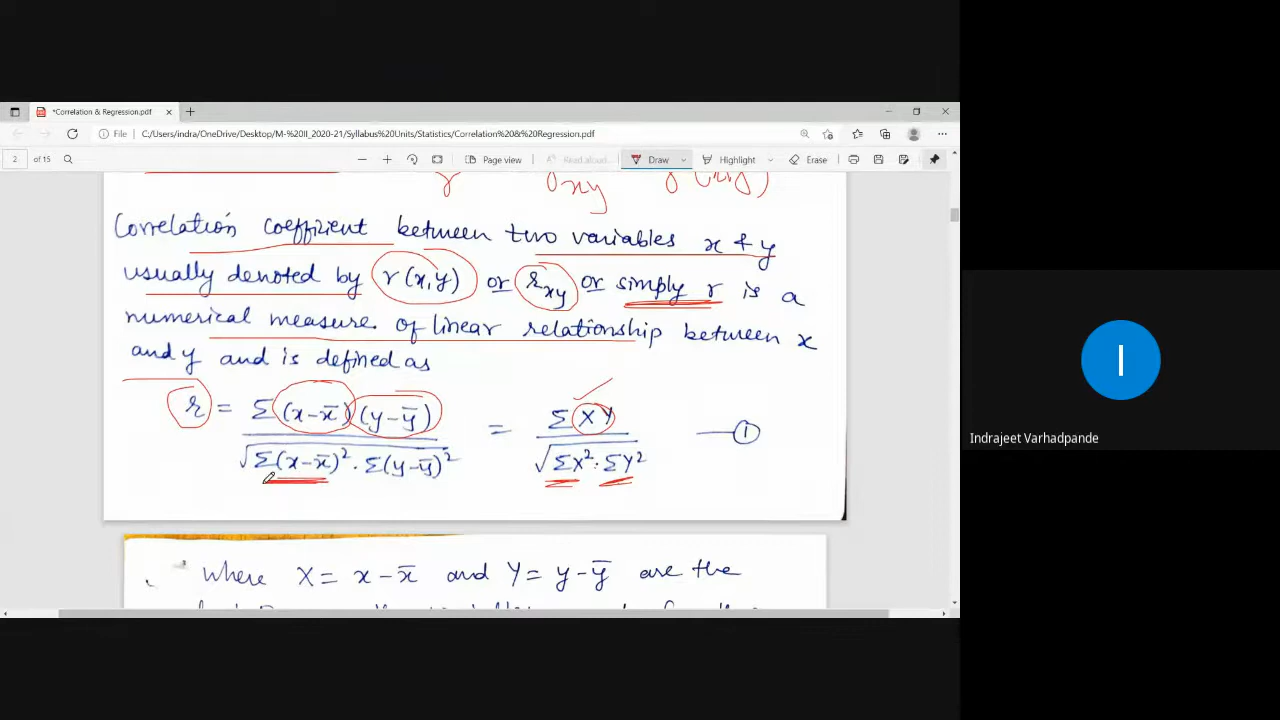 *Correlation & Regression.pdf
File C:/Users/indra/OneDrive/Desktop/M-%20II_2020-21/Syllabus%20Units/Statistics/Correlation%20&%20Regression.pdf
2 of 15 Page view Read aloud Draw Highlight Erase
Correlation coefficient between two variables x & y
usually denoted by r(x,y) or r_xy or simply r is a
numerical measure of linear relationship between x
and y and is defined as
r = Σ(x-x̄)(y-ȳ) / √Σ(x-x̄)²·Σ(y-ȳ)² = ΣXY / √ΣX²·ΣY² —①
where X = x-x̄ and Y = y-ȳ are the
I
Indrajeet Varhadpande